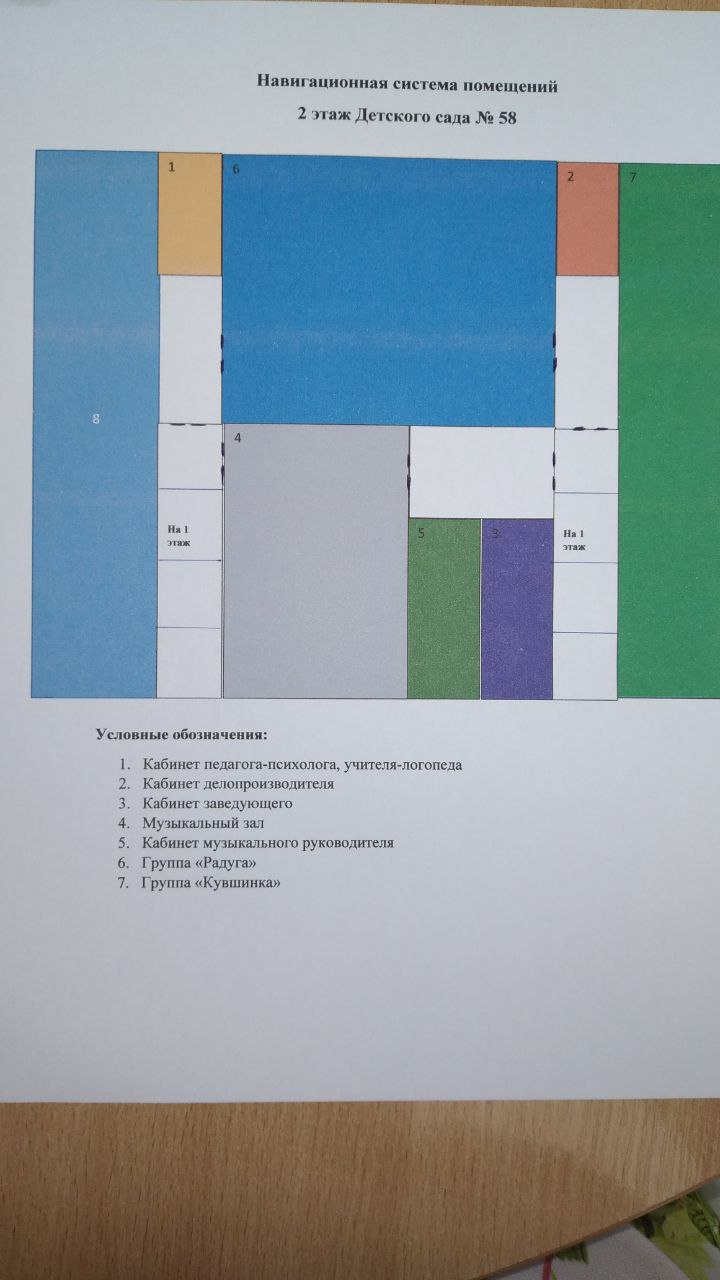 Навигационная система помещений
2 этаж Детского сада № 58
1
6
2
7
8
4
На 1
этаж
5
3
На 1
этаж
Условные обозначения:
1. Кабинет педагога-психолога, учителя-логопеда
2. Кабинет делопроизводителя
3. Кабинет заведующего
4. Музыкальный зал
5. Кабинет музыкального руководителя
6. Группа «Радуга»
7. Группа «Кувшинка»